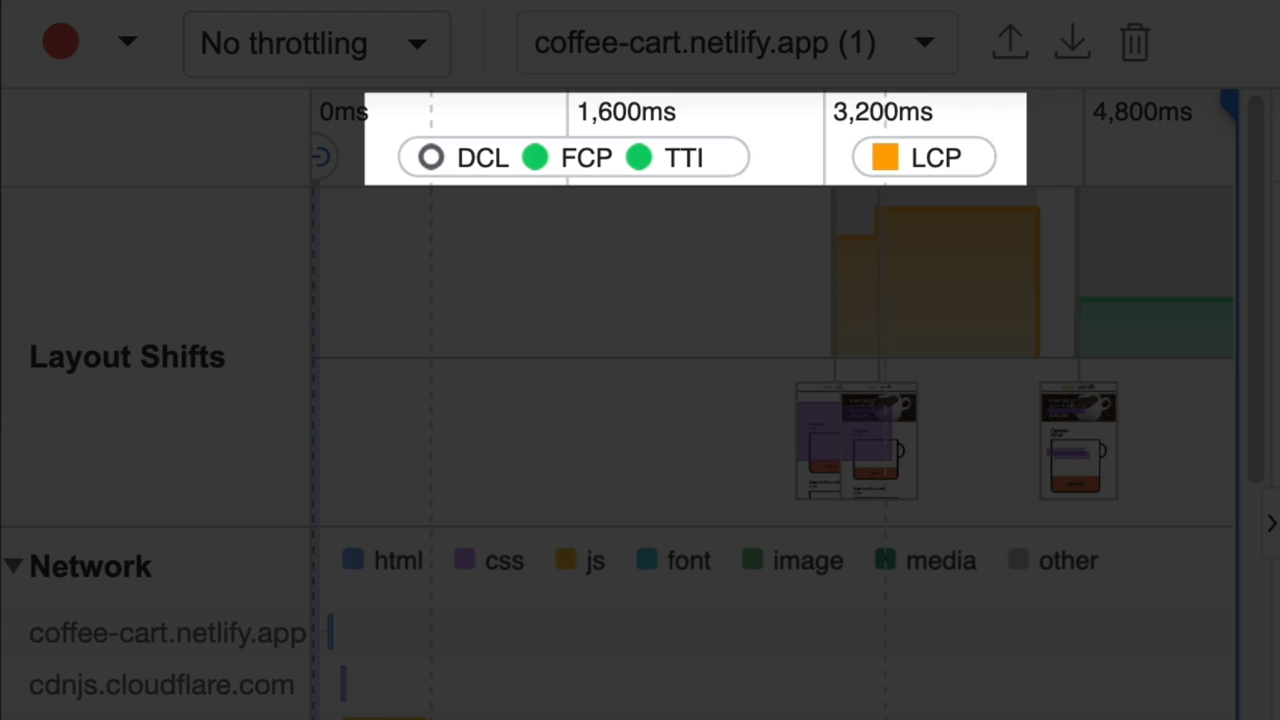 No throttling
coffee-cart.netlify.app (1)
0ms 1,600ms 3,200ms 4,800ms
DCL FCP TTI LCP
Layout Shifts
Network html css js font image media other
coffee-cart.netlify.app
cdnjs.cloudflare.com